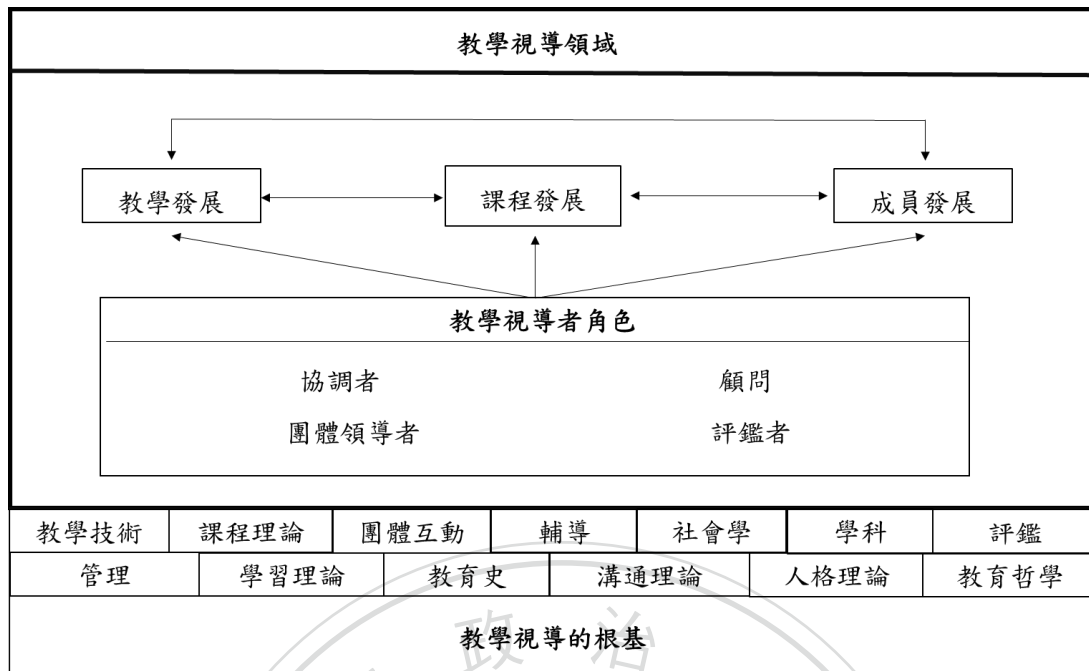 教學視導領域
教學發展 課程發展 成員發展
教學視導者角色
協調者 顧問
團體領導者 評鑑者
教學技術 課程理論 團體互動 輔導 社會學 學科 評鑑
管理 學習理論 教育史 溝通理論 人格理論 教育哲學
政 治
教學視導的根基